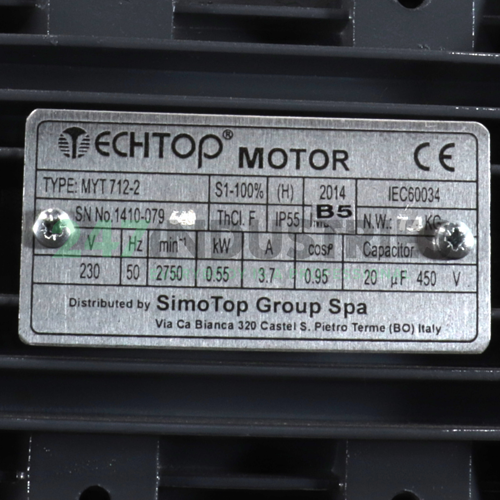 TECHTOP® MOTOR CE
TYPE: MYT 712-2 S1-100% (H) 2014 IEC60034
SN No.1410-079 ThCl. F IP55 B5 N.W.: KG
V Hz min⁻¹ kW A cosφ Capacitor
230 50 2750 0.55 3.7 0.95 20 µF 450 V
Distributed by SimoTop Group Spa
Via Ca Bianca 320 Castel S. Pietro Terme (BO) Italy